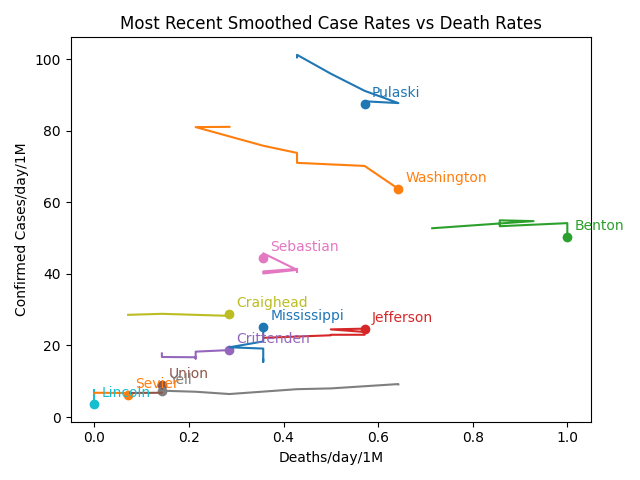 Most Recent Smoothed Case Rates vs Death Rates
Confirmed Cases/day/1M
100
80
60
40
20
0
Pulaski
Washington
Benton
Sebastian
Craighead
Mississippi
Jefferson
Crittenden
Union
Yell
Sevier
Lincoln
0.0
0.2
0.4
0.6
0.8
1.0
Deaths/day/1M